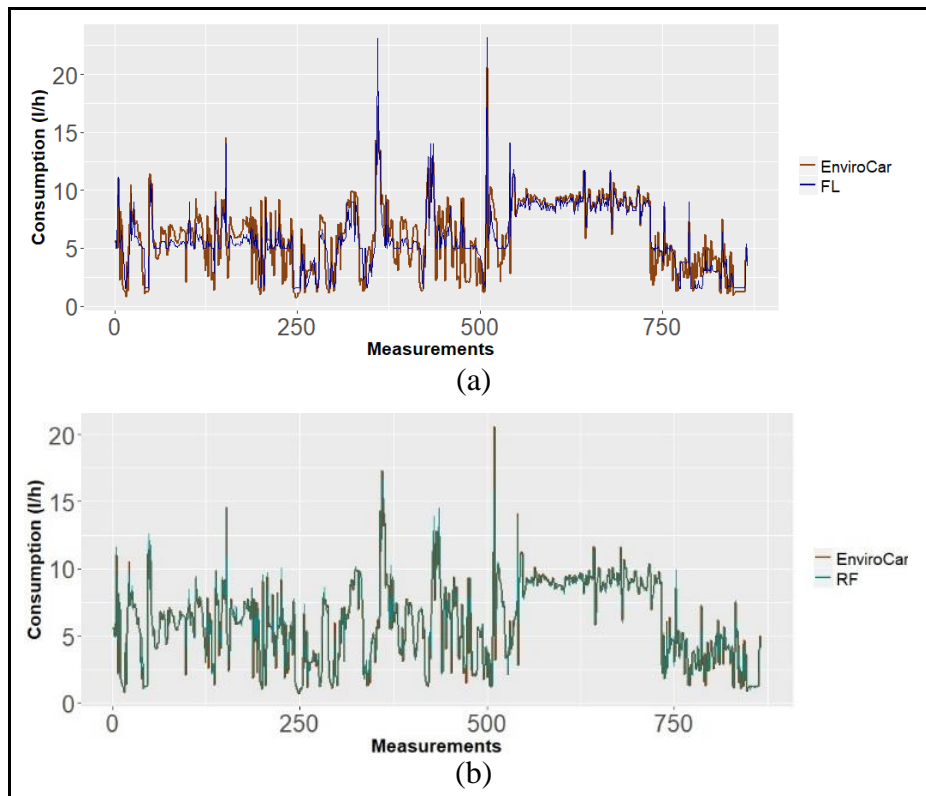 Consumption (l/h)
20
15
10
5
0
0 250 500 750
Measurements
EnviroCar
FL
(a)
Consumption (l/h)
20
15
10
5
0
0 250 500 750
Measurements
EnviroCar
RF
(b)